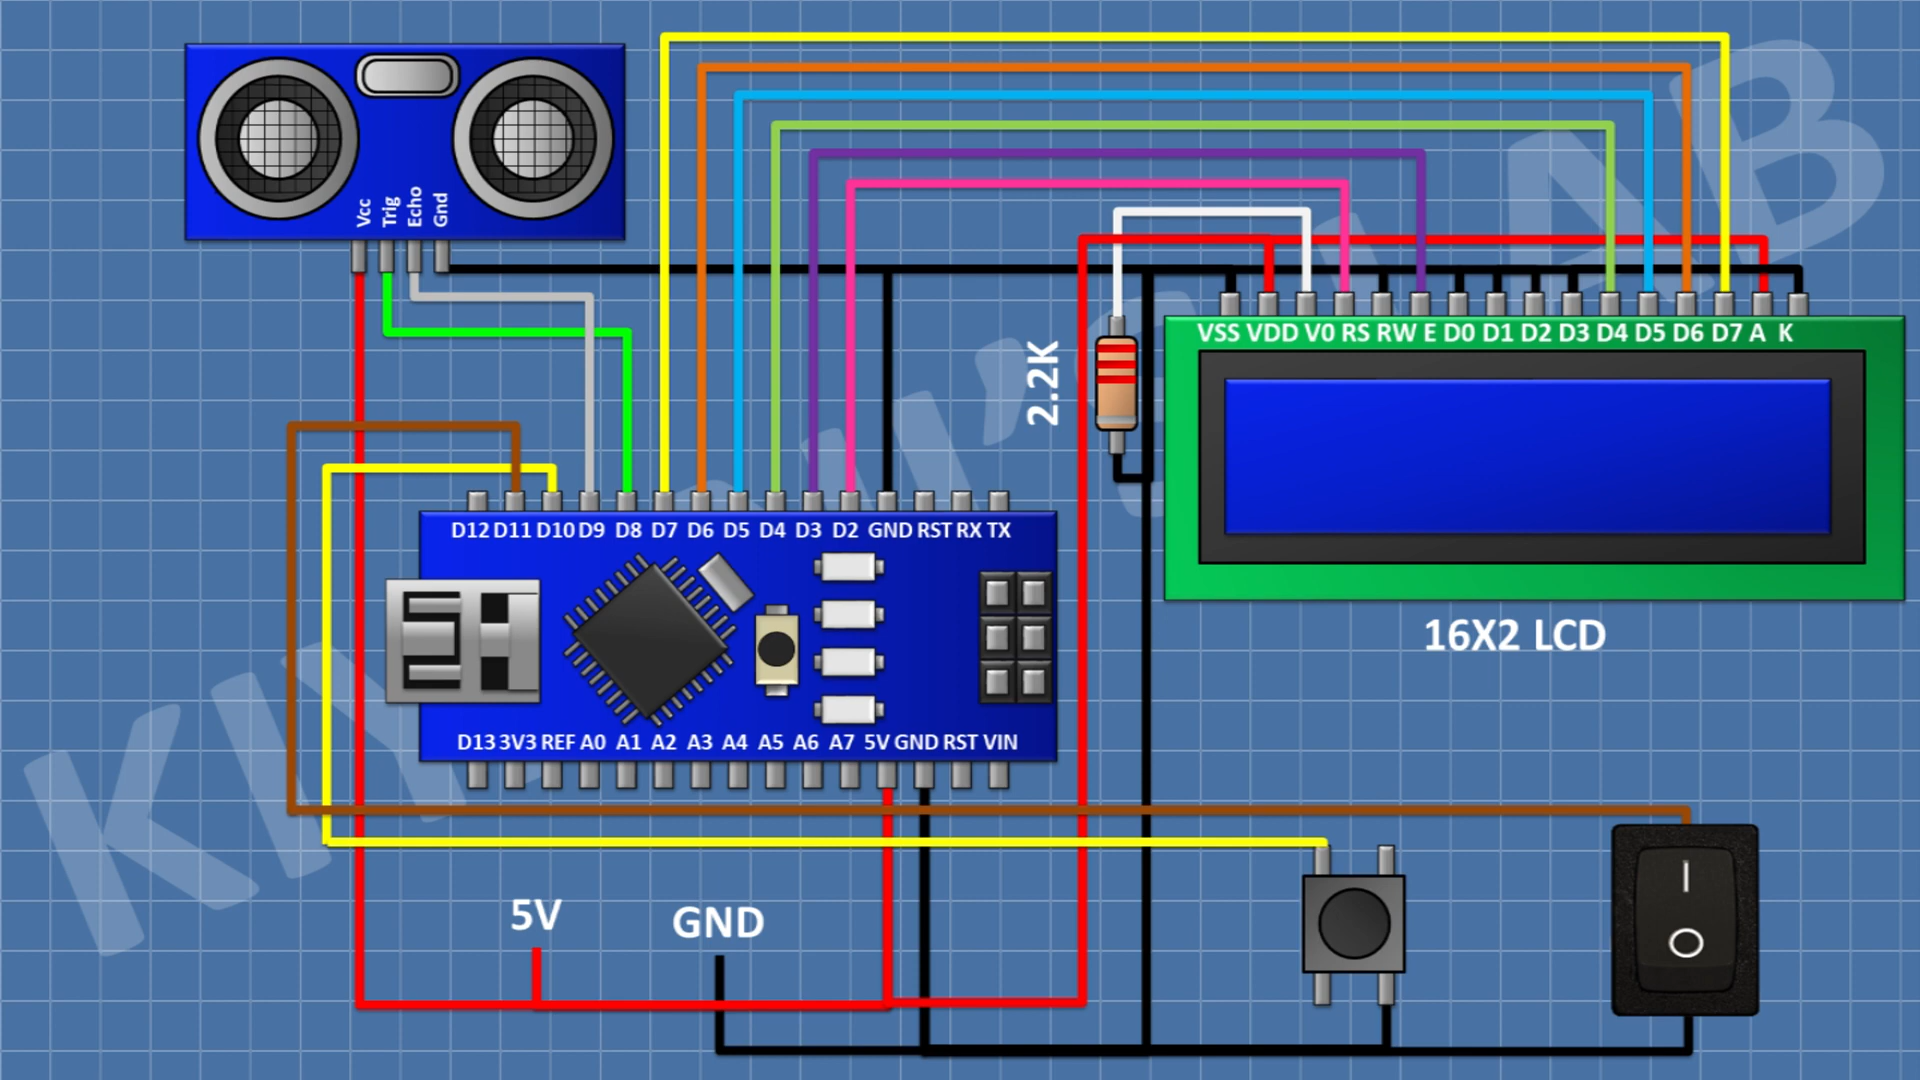 Vcc
Trig
Echo
Gnd
2.2K
VSS VDD V0 RS RW E D0 D1 D2 D3 D4 D5 D6 D7 A K
16X2 LCD
D12 D11 D10 D9 D8 D7 D6 D5 D4 D3 D2 GND RST RX TX
D13 3V3 REF A0 A1 A2 A3 A4 A5 A6 A7 5V GND RST VIN
5V
GND
I
O